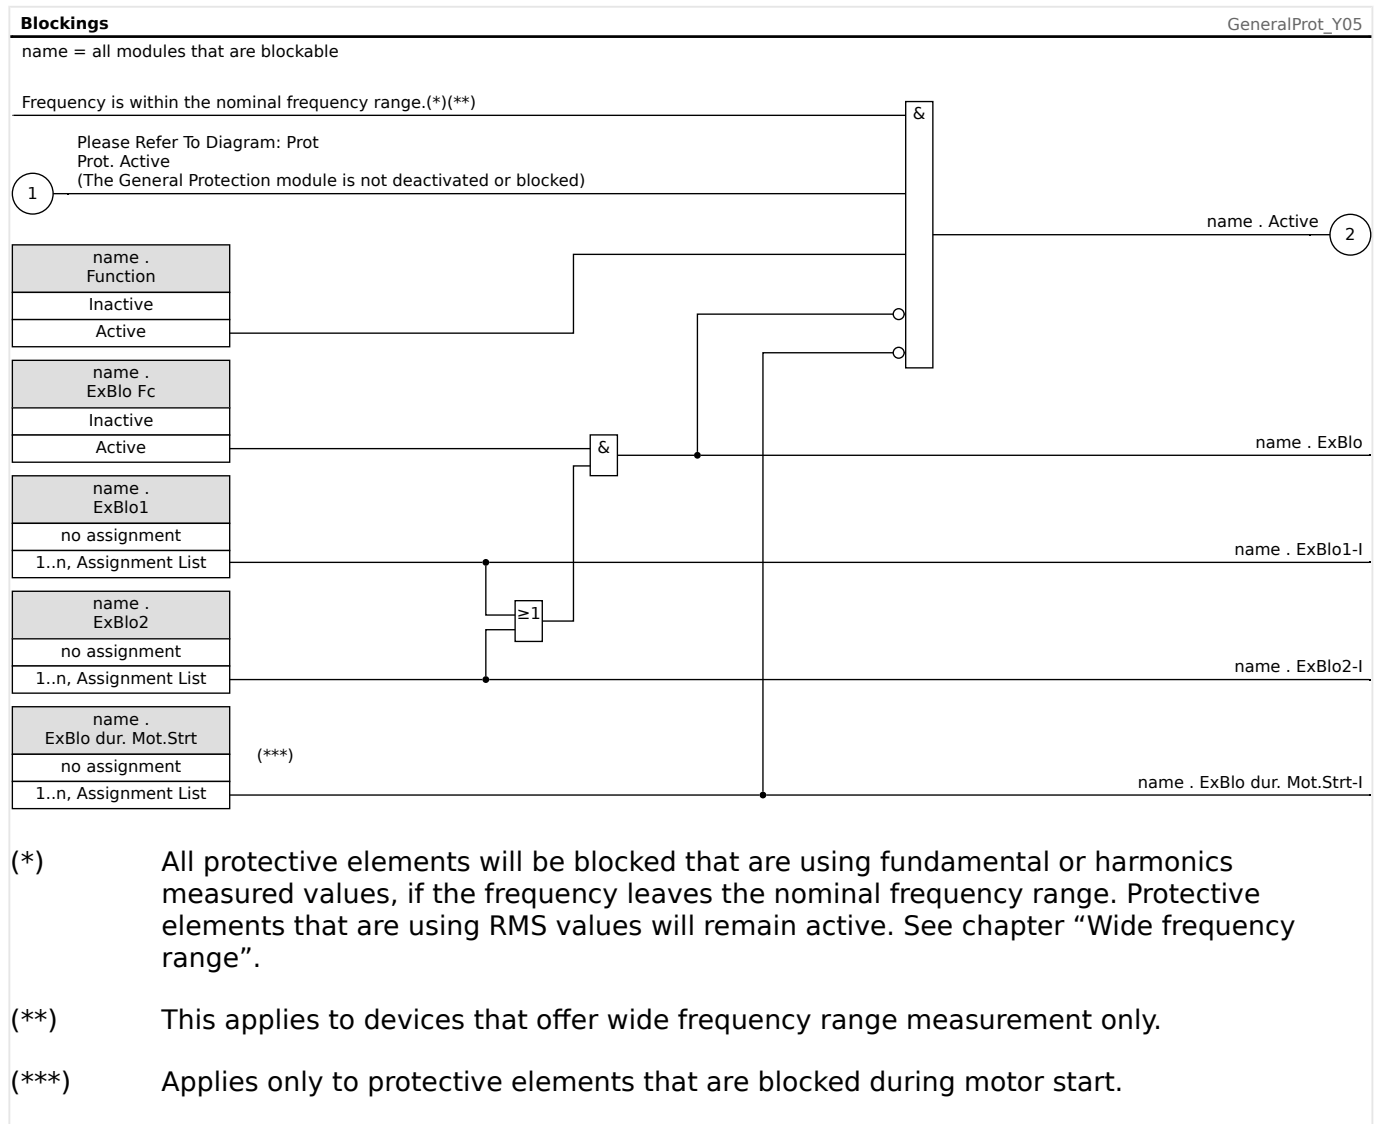 Blockings
GeneralProt_Y05
name = all modules that are blockable
Frequency is within the nominal frequency range.(*)(**)
&
Please Refer To Diagram: Prot
Prot. Active
(The General Protection module is not deactivated or blocked)
1
name . Active
2
name .
Function
Inactive
Active
name .
ExBlo Fc
Inactive
Active
&
name . ExBlo
name .
ExBlo1
no assignment
1..n, Assignment List
name . ExBlo1-I
≥1
name .
ExBlo2
no assignment
1..n, Assignment List
name . ExBlo2-I
name .
ExBlo dur. Mot.Strt
(***)
no assignment
1..n, Assignment List
name . ExBlo dur. Mot.Strt-I
(*) All protective elements will be blocked that are using fundamental or harmonics
measured values, if the frequency leaves the nominal frequency range. Protective
elements that are using RMS values will remain active. See chapter “Wide frequency
range”.
(**) This applies to devices that offer wide frequency range measurement only.
(***) Applies only to protective elements that are blocked during motor start.